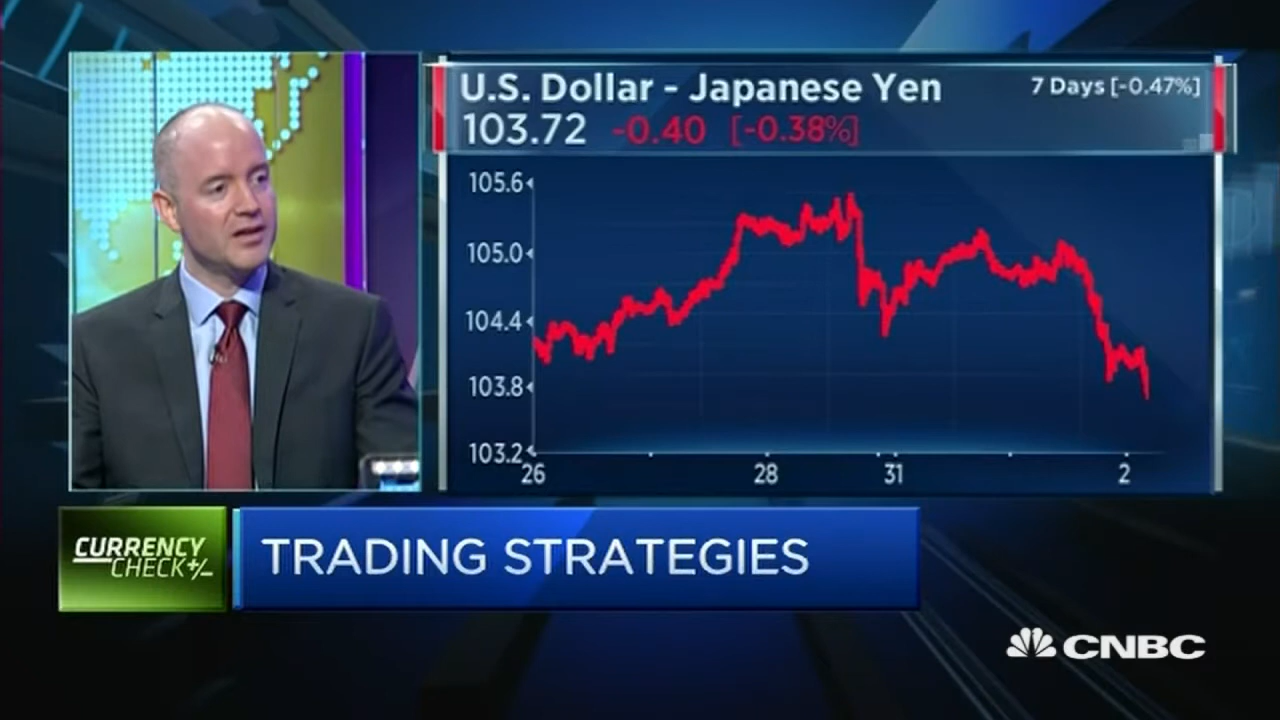 U.S. Dollar - Japanese Yen
7 Days [-0.47%]
103.72 -0.40 [-0.38%]
105.6
105.0
104.4
103.8
103.2
26 28 31 2
CURRENCY
CHECK+/-
TRADING STRATEGIES
CNBC